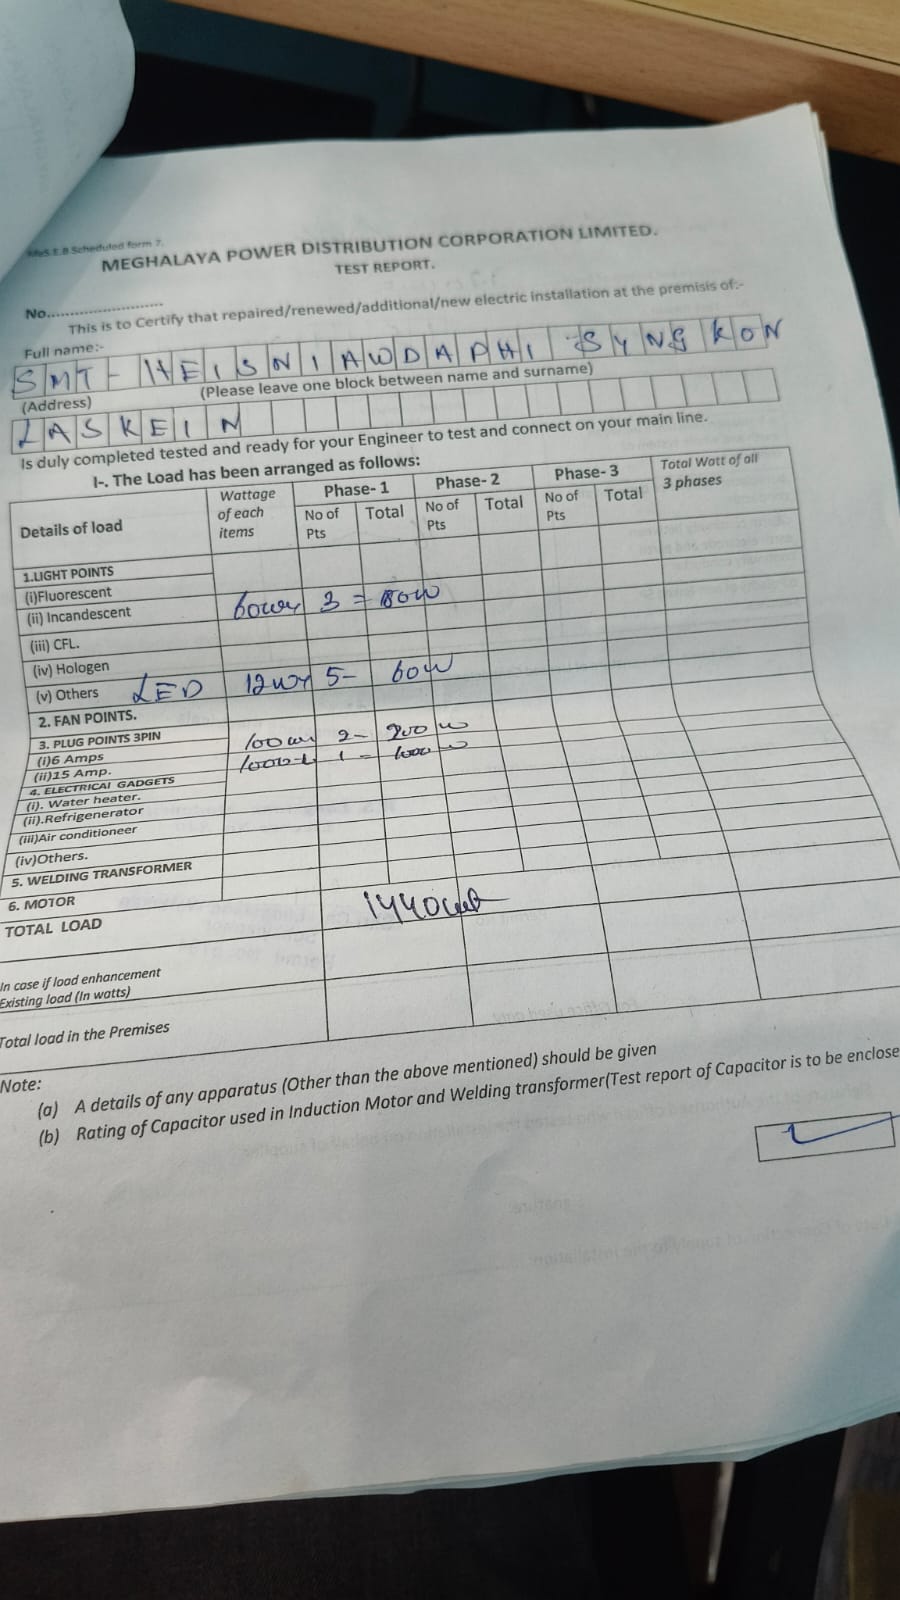 MeS.E.B Scheduled form 7.
MEGHALAYA POWER DISTRIBUTION CORPORATION LIMITED.
TEST REPORT.
No..........................
This is to Certify that repaired/renewed/additional/new electric installation at the premisis of:-
Full name:-
SMT - HEISNIAWDAPHI SYNGKON
(Address) (Please leave one block between name and surname)
LASKEIN
Is duly completed tested and ready for your Engineer to test and connect on your main line.
I-. The Load has been arranged as follows:
Details of load Wattage of each items Phase- 1 Phase- 2 Phase- 3 Total Watt of all 3 phases
No of Pts Total No of Pts Total No of Pts Total
1.LIGHT POINTS
(i)Fluorescent
(ii) Incandescent 60w 3 = 180w
(iii) CFL.
(iv) Hologen
(v) Others LED 12w 5- 60w
2. FAN POINTS.
3. PLUG POINTS 3PIN
(i)6 Amps 100w 2- 200w
(ii)15 Amp. 1000w 1 - 1000w
4. ELECTRICAl GADGETS
(i). Water heater.
(ii).Refrigenerator
(iii)Air conditioneer
(iv)Others.
5. WELDING TRANSFORMER
6. MOTOR
TOTAL LOAD 1440watt
In case if load enhancement
Existing load (In watts)
Total load in the Premises
Note:
(a) A details of any apparatus (Other than the above mentioned) should be given
(b) Rating of Capacitor used in Induction Motor and Welding transformer(Test report of Capacitor is to be enclose